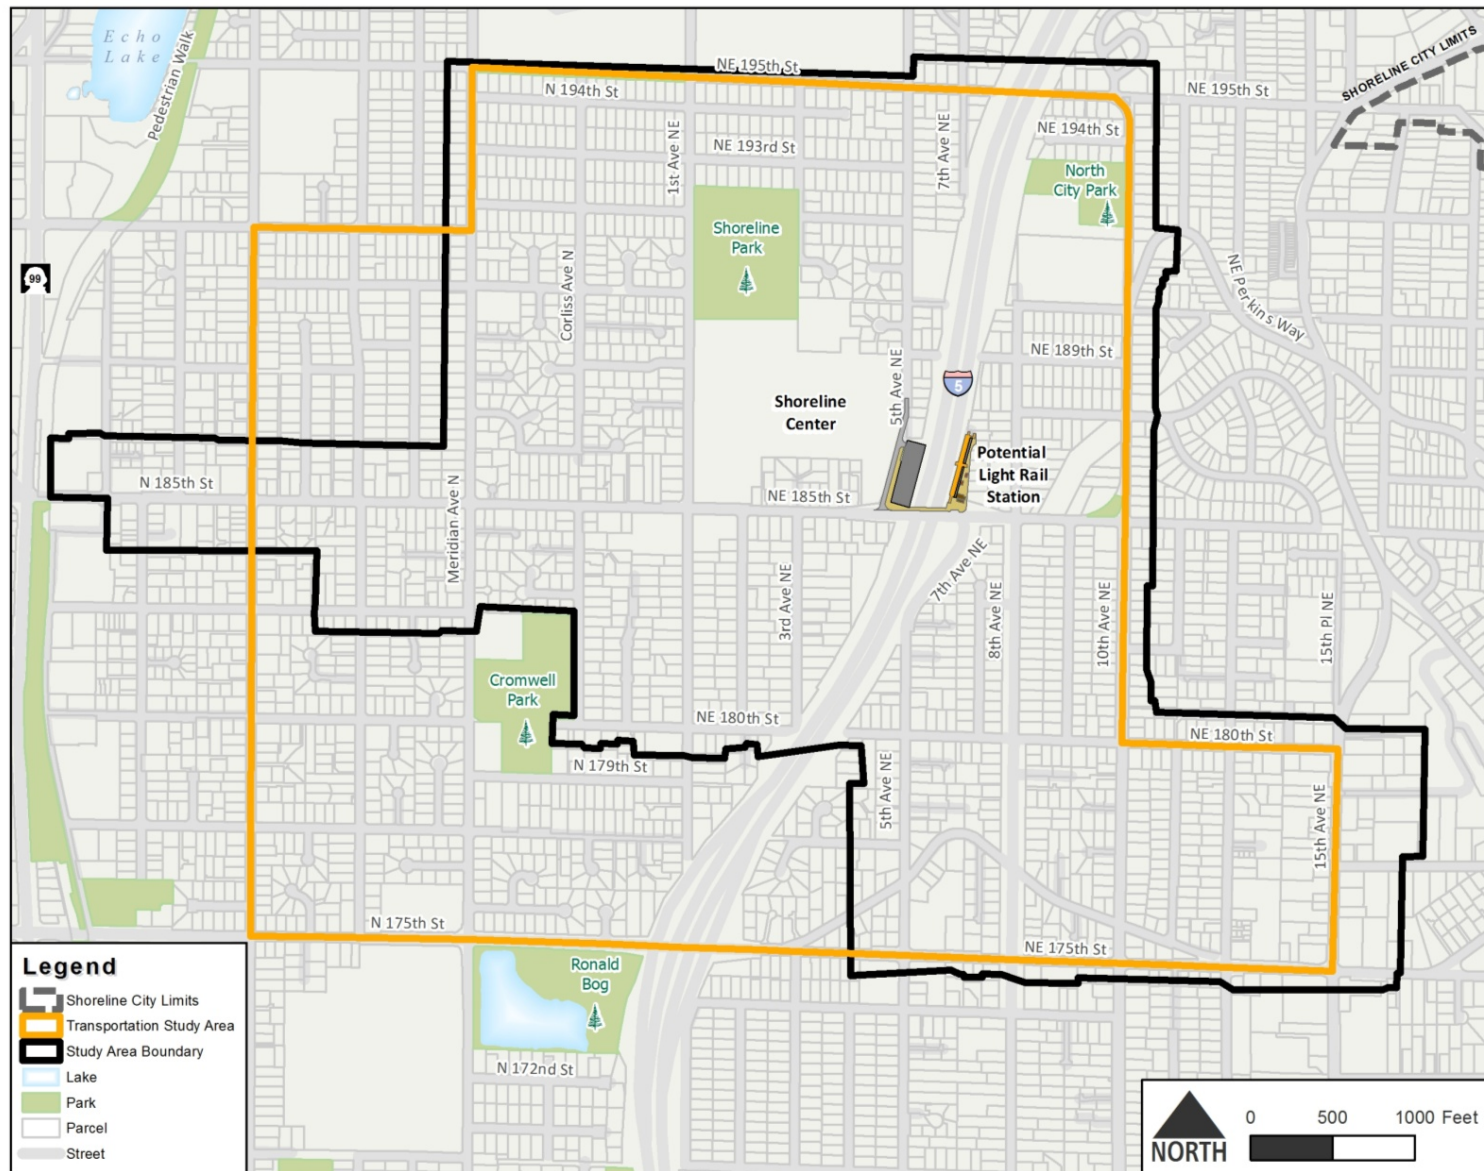 Echo
Lake
Pedestrian Walk
NE 195th St
SHORELINE CITY LIMITS
N 194th St
NE 195th St
1st Ave NE
7th Ave NE
NE 194th St
NE 193rd St
North
City Park
Shoreline
Park
99
Corliss Ave N
NE Perkins Way
NE 189th St
5th Ave NE
5
Shoreline
Center
Potential
Light Rail
Station
N 185th St
Meridian Ave N
NE 185th St
7th Ave NE
3rd Ave NE
8th Ave NE
10th Ave NE
15th Pl NE
Cromwell
Park
NE 180th St
NE 180th St
N 179th St
5th Ave NE
15th Ave NE
N 175th St
NE 175th St
Ronald
Bog
N 172nd St
Legend
Shoreline City Limits
Transportation Study Area
Study Area Boundary
Lake
Park
Parcel
Street
NORTH
0 500 1000 Feet